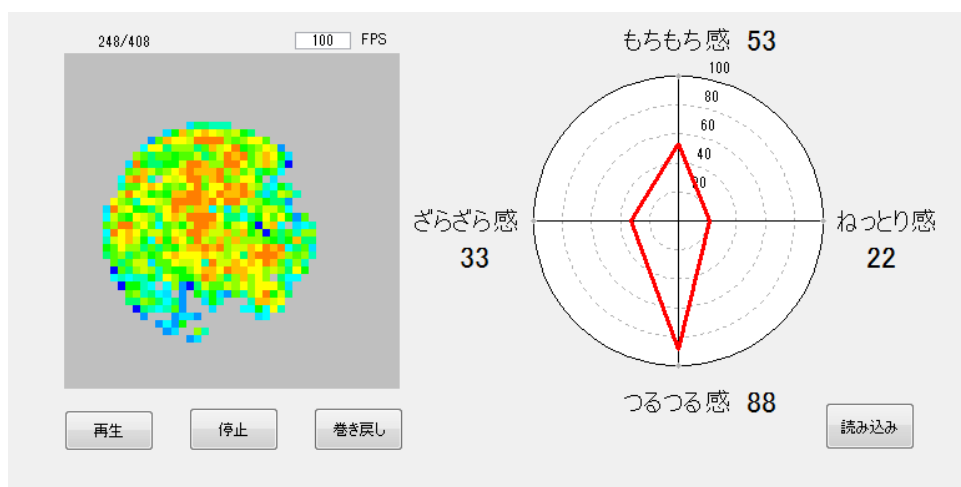 248/408
100 FPS
もちもち感 53
100
80
60
40
20
ざらざら感
33
ねっとり感
22
つるつる感 88
再生
停止
巻き戻し
読み込み